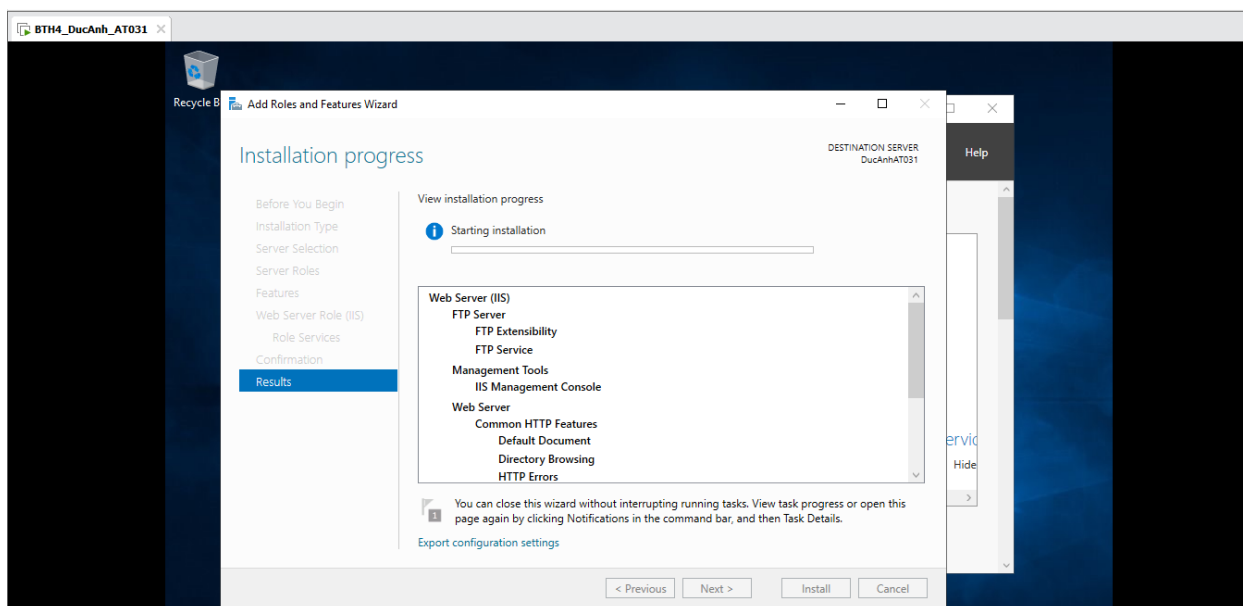 BTH4_DucAnh_AT031
Recycle B
Add Roles and Features Wizard
Installation progress
DESTINATION SERVER
DucAnhAT031
Help
Before You Begin
Installation Type
Server Selection
Server Roles
Features
Web Server Role (IIS)
Role Services
Confirmation
Results
View installation progress
Starting installation
Web Server (IIS)
FTP Server
FTP Extensibility
FTP Service
Management Tools
IIS Management Console
Web Server
Common HTTP Features
Default Document
Directory Browsing
HTTP Errors
ervic
Hide
1
You can close this wizard without interrupting running tasks. View task progress or open this
page again by clicking Notifications in the command bar, and then Task Details.
Export configuration settings
< Previous
Next >
Install
Cancel